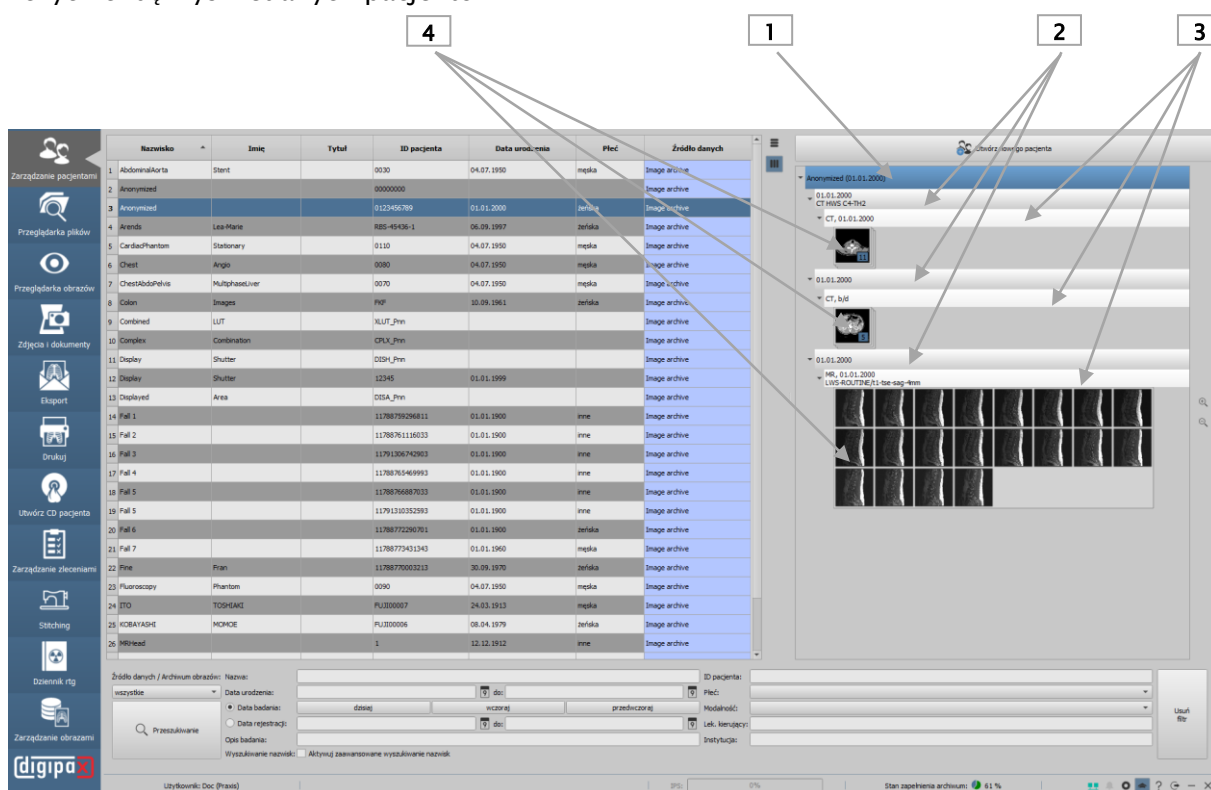 4 1 2 3
Nazwisko Imię Tytuł ID pacjenta Data urodzenia Płeć Źródło danych
1 AbdominalAorta Stent 0030 04.07.1950 męska Image archive
2 Anonymized 00000000 Image archive
3 Anonymized 0123456789 01.01.2000 żeńska Image archive
4 Arends Lea-Marie RBS-45436-1 06.09.1997 żeńska Image archive
5 CardiacPhantom Stationary 0110 04.07.1950 męska Image archive
6 Chest Angio 0080 04.07.1950 męska Image archive
7 ChestAbdoPelvis MultiphaseLiver 0070 04.07.1950 męska Image archive
8 Colon Images FKP 10.09.1961 żeńska Image archive
9 Combined LUT XLUT_Pnn Image archive
10 Complex Combination CPLX_Pnn Image archive
11 Display Shutter DISH_Pnn Image archive
12 Display Shutter 12345 01.01.1999 Image archive
13 Displayed Area DISA_Pnn Image archive
14 Fall 1 11788759296811 01.01.1900 inne Image archive
15 Fall 2 11788761116033 01.01.1900 inne Image archive
16 Fall 3 11791306742903 01.01.1900 inne Image archive
17 Fall 4 11788765469993 01.01.1900 inne Image archive
18 Fall 5 11788766887033 01.01.1900 inne Image archive
19 Fall 5 11791310352593 01.01.1900 inne Image archive
20 Fall 6 11788772290701 01.01.1900 żeńska Image archive
21 Fall 7 11788773431343 01.01.1960 męska Image archive
22 Fine Fran 11788770003213 30.09.1970 żeńska Image archive
23 Fluoroscopy Phantom 0090 04.07.1950 męska Image archive
24 ITO TOSHIAKI FUJI00007 24.03.1913 męska Image archive
25 KOBAYASHI MOMOE FUJI00006 08.04.1979 żeńska Image archive
26 MRHead 1 12.12.1912 inne Image archive
Zarządzanie pacjentami
Przeglądarka plików
Przeglądarka obrazów
Zdjęcia i dokumenty
Eksport
Drukuj
Utwórz CD pacjenta
Zarządzanie zleceniami
Stitching
Dziennik rtg
Zarządzanie obrazami
digipax
Utwórz nowego pacjenta
Anonymized (01.01.2000)
01.01.2000
CT HWS C4-TH2
CT, 01.01.2000
11
01.01.2000
CT, b/d
5
01.01.2000
MR, 01.01.2000
LWS-ROUTINE/t1-tse-sag-4mm
Źródło danych / Archiwum obrazów: Nazwa: ID pacjenta:
wszystkie Data urodzenia: 9 do: 9 Płeć:
Data badania: dzisiaj wczoraj przedwczoraj Modalność:
Przeszukiwanie Data rejestracji: 9 do: 9 Lek. kierujący:
Opis badania: Instytucja:
Wyszukiwanie nazwisk: Aktywuj zaawansowane wyszukiwanie nazwisk
Usuń
filtr
Użytkownik: Doc (Praxis) 0% Stan zapełnienia archiwum: 61 % ?